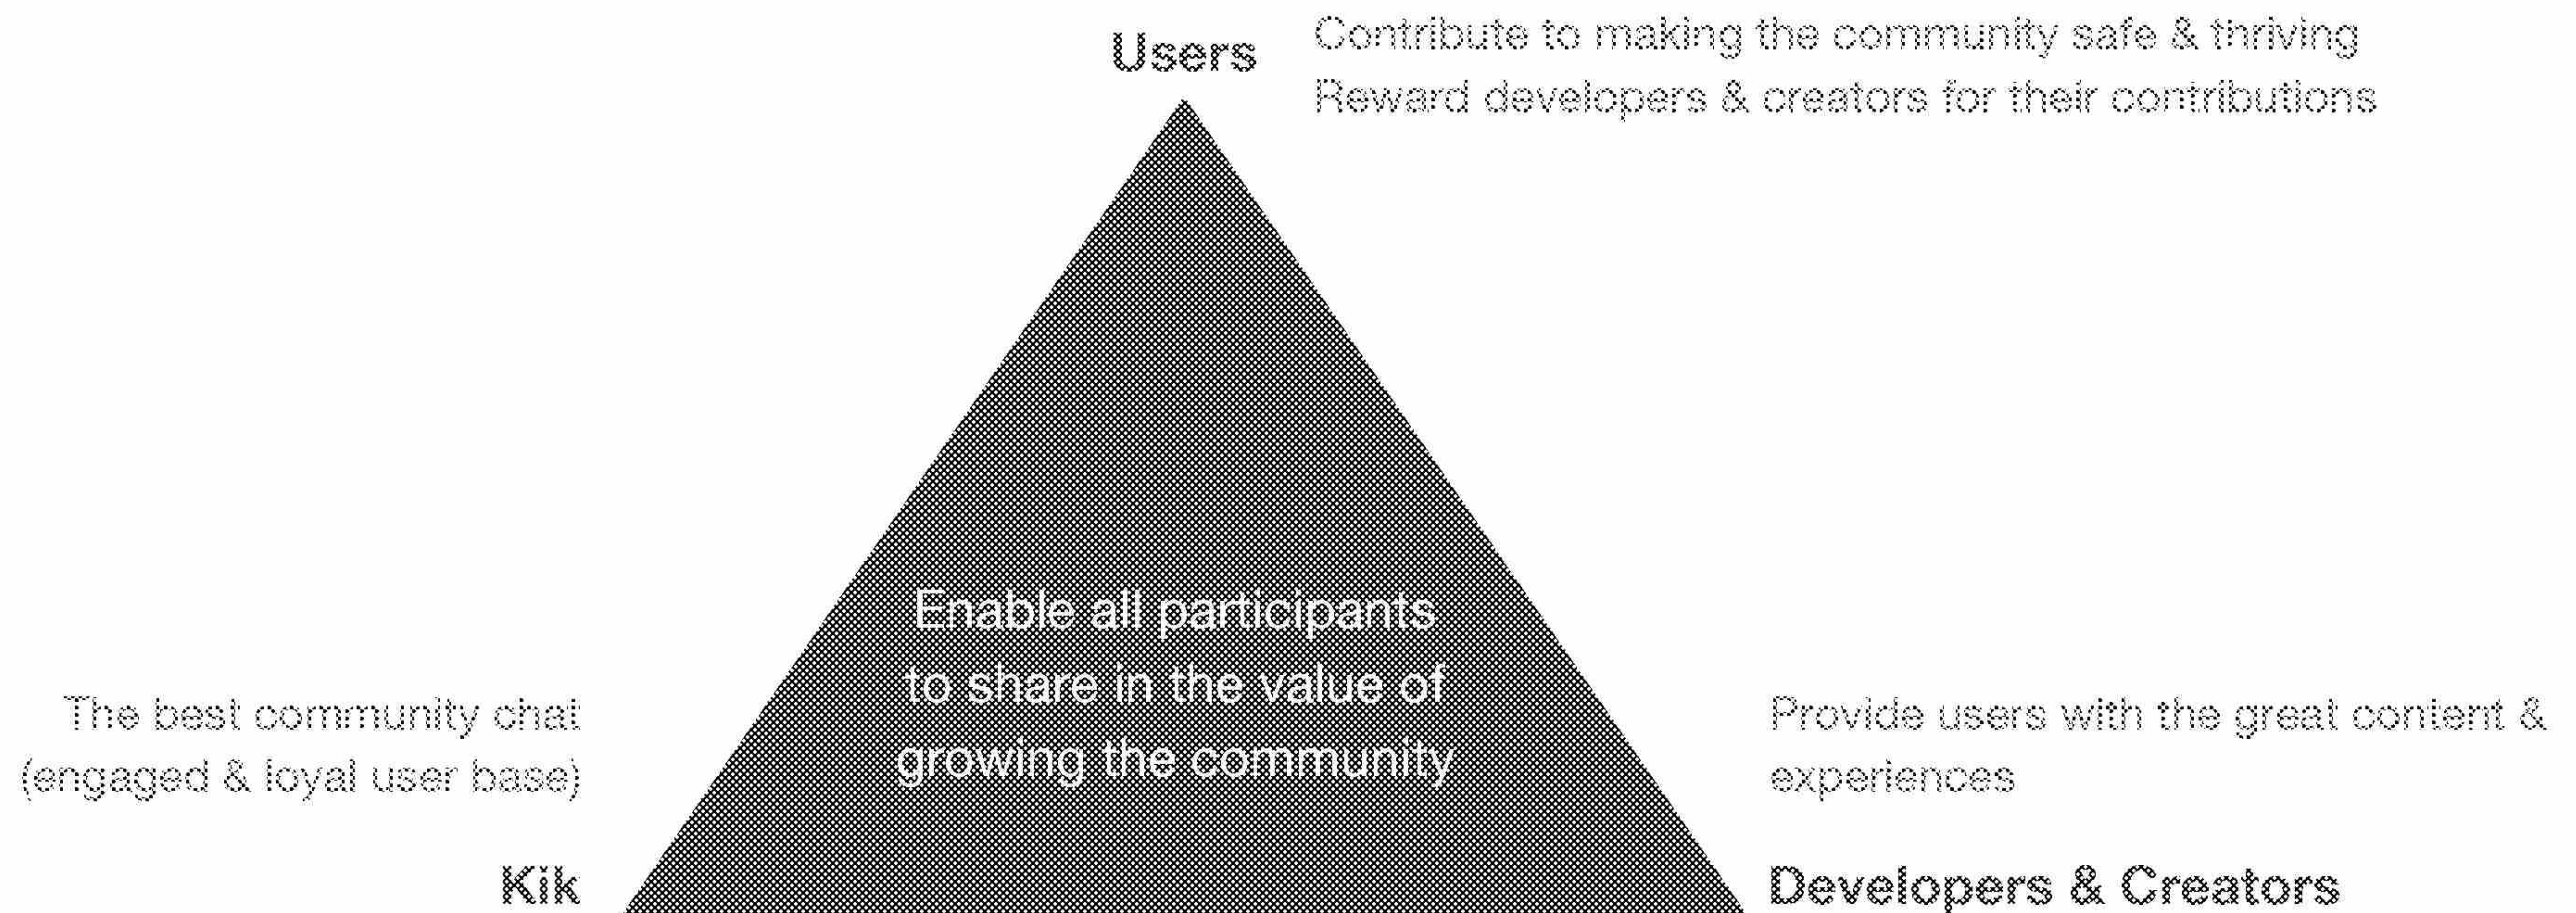 Users
Contribute to making the community safe & thriving
Reward developers & creators for their contributions
Enable all participants
to share in the value of
growing the community
The best community chat
(engaged & loyal user base)
Kik
Provide users with the great content &
experiences
Developers & Creators